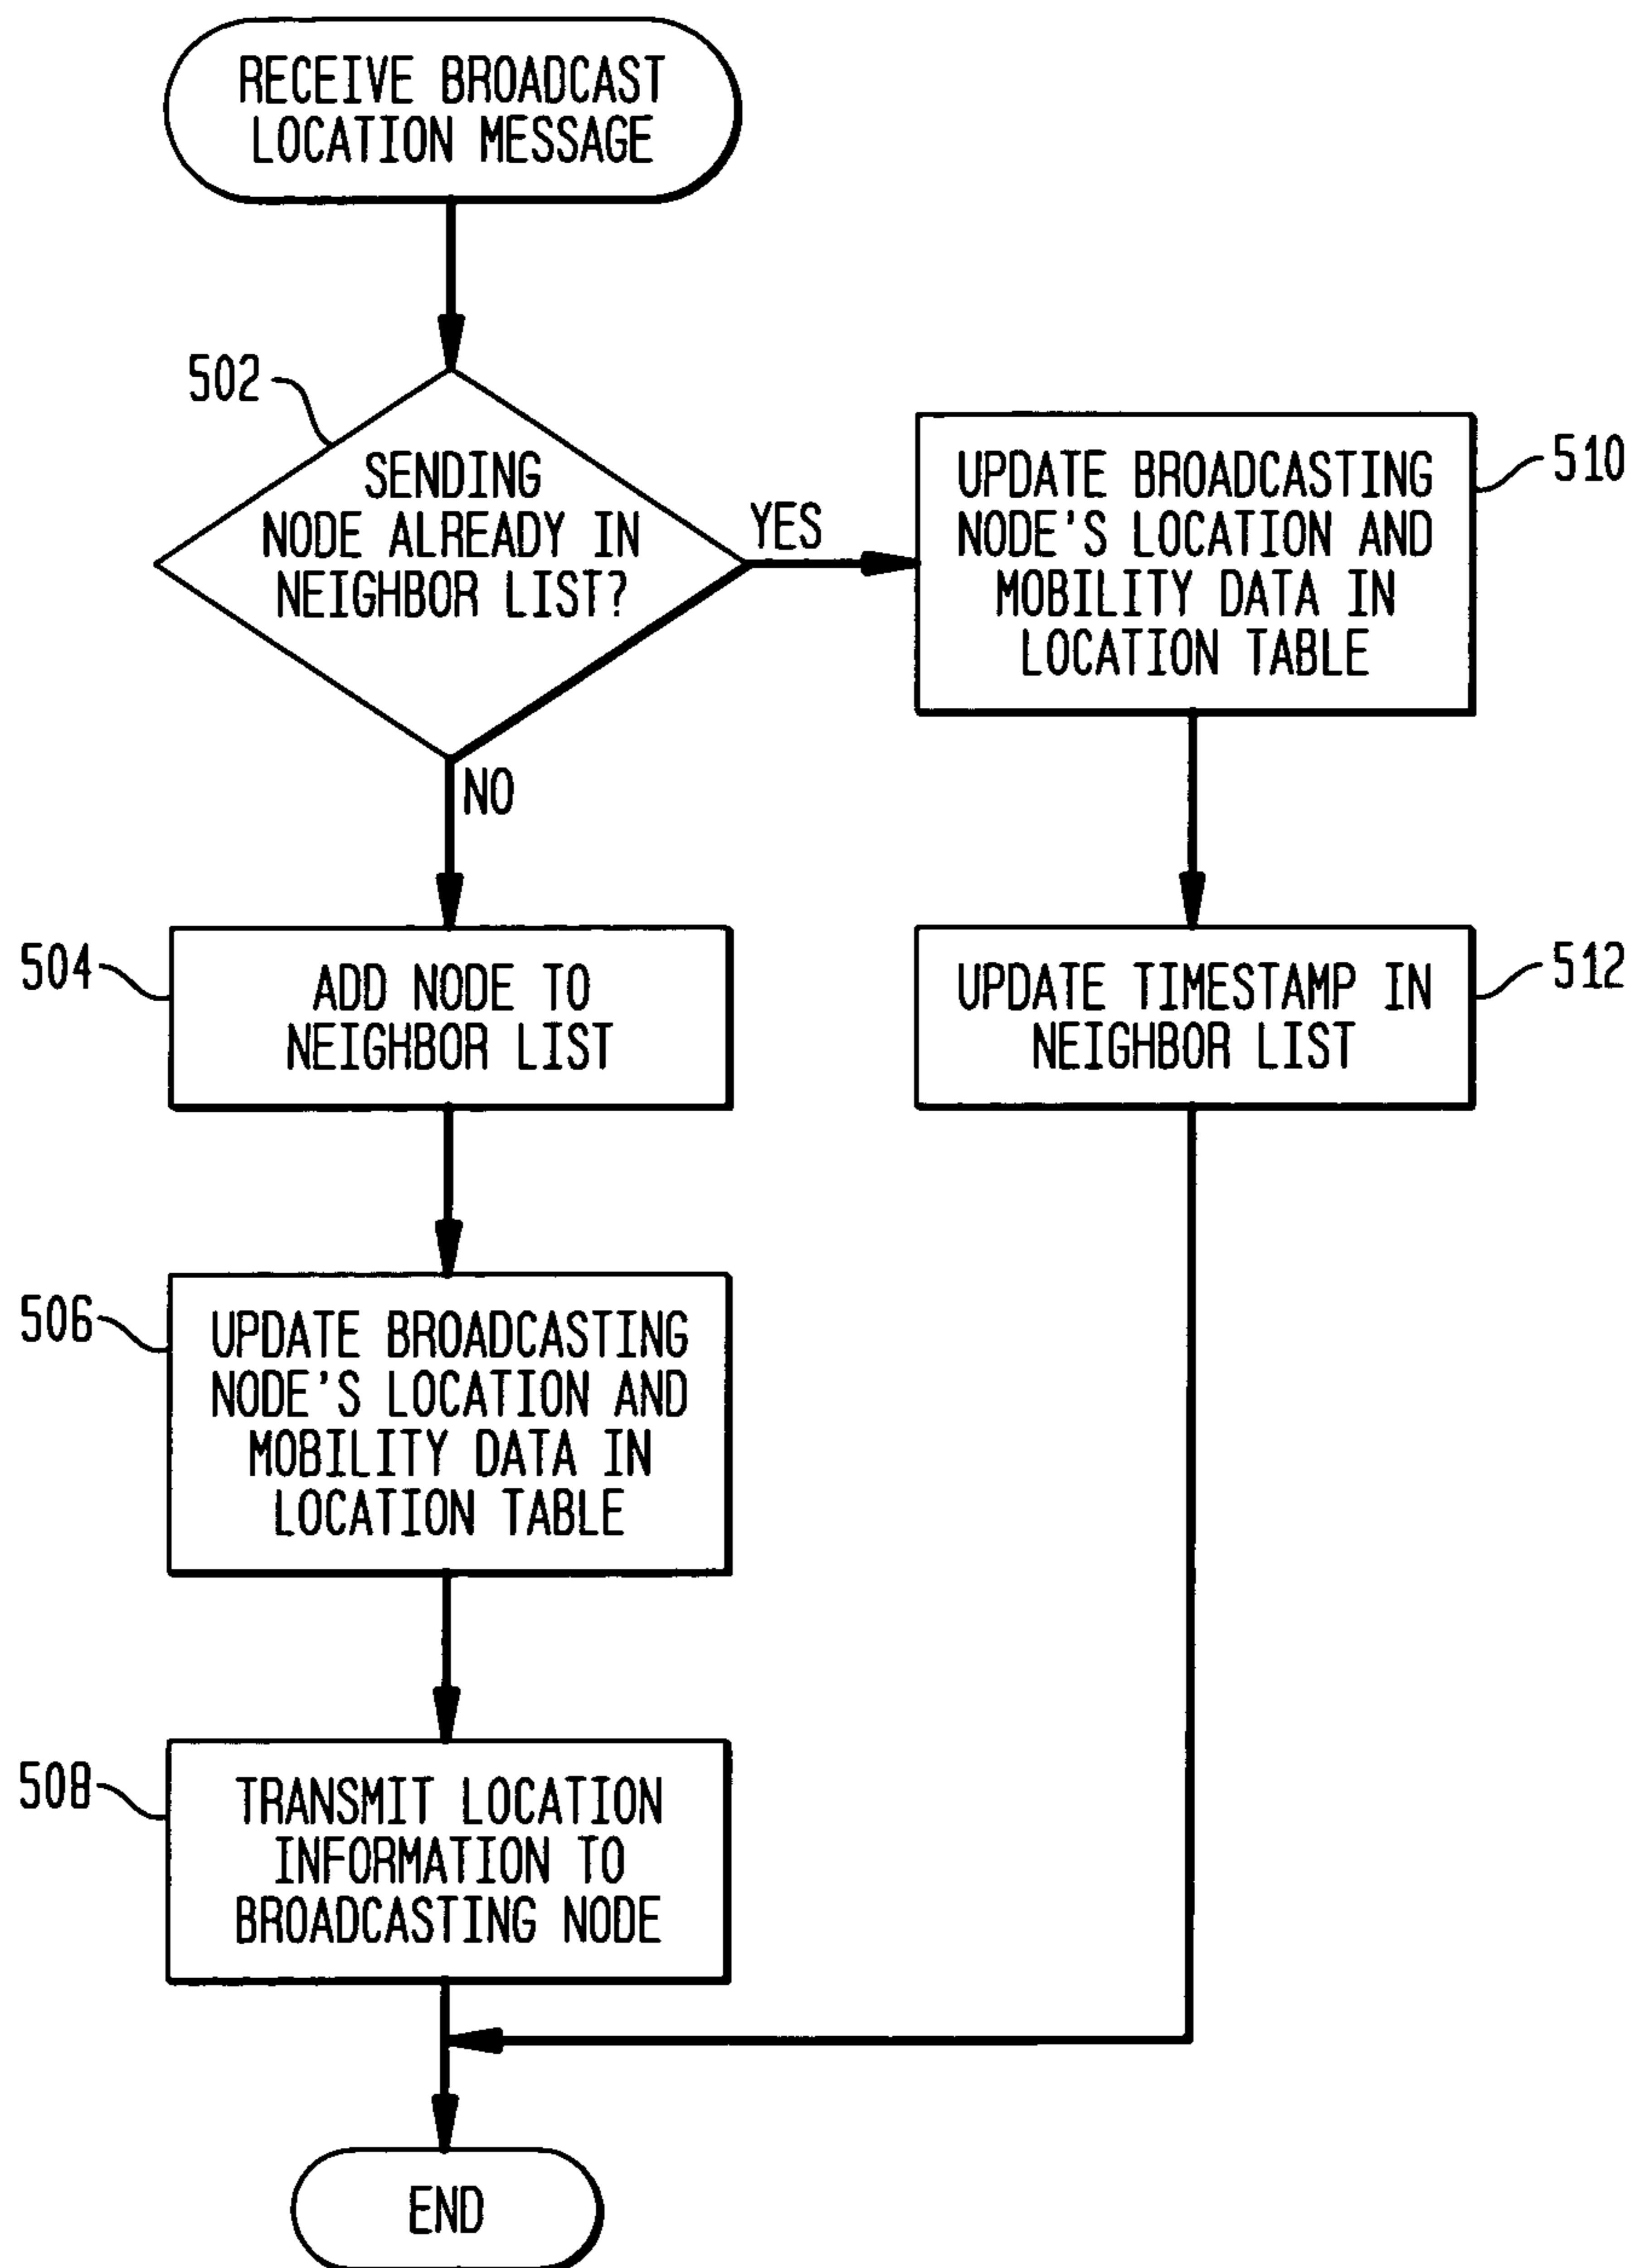 RECEIVE BROADCAST
LOCATION MESSAGE
502
SENDING
NODE ALREADY IN
NEIGHBOR LIST?
YES
NO
510
UPDATE BROADCASTING
NODE'S LOCATION AND
MOBILITY DATA IN
LOCATION TABLE
504
ADD NODE TO
NEIGHBOR LIST
512
UPDATE TIMESTAMP IN
NEIGHBOR LIST
506
UPDATE BROADCASTING
NODE'S LOCATION AND
MOBILITY DATA IN
LOCATION TABLE
508
TRANSMIT LOCATION
INFORMATION TO
BROADCASTING NODE
END